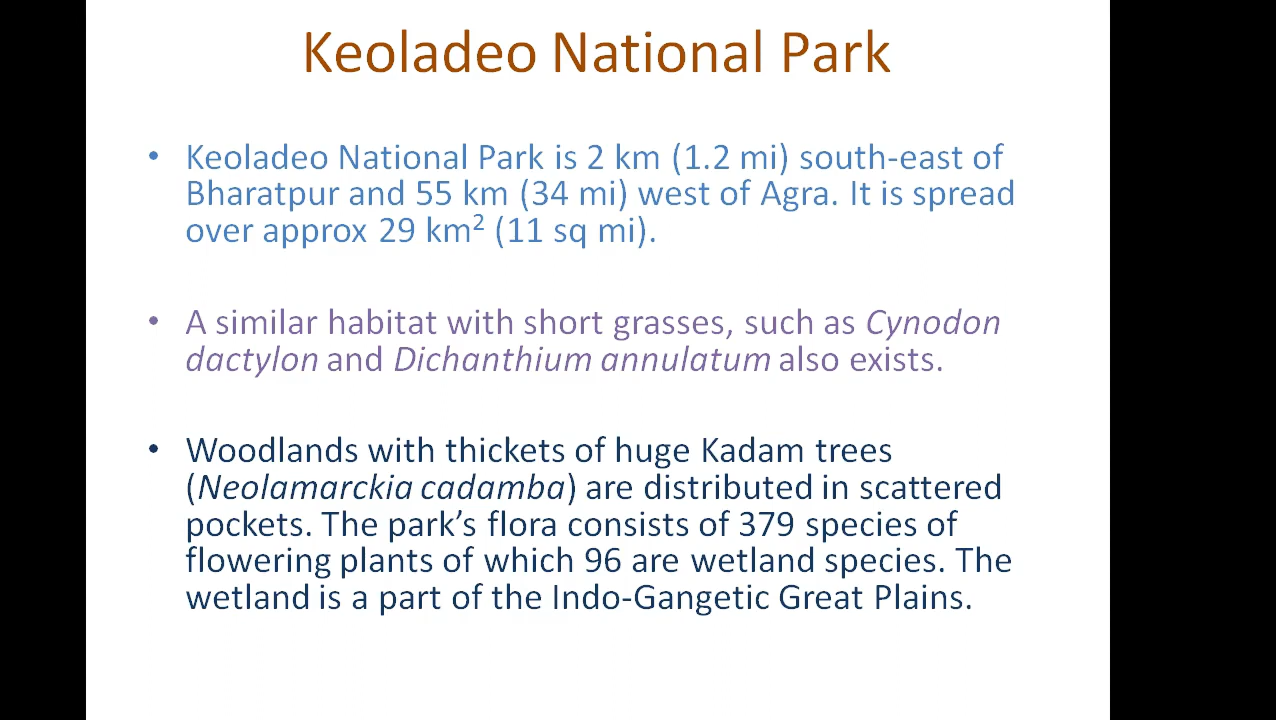 Keoladeo National Park
• Keoladeo National Park is 2 km (1.2 mi) south-east of
Bharatpur and 55 km (34 mi) west of Agra. It is spread
over approx 29 km² (11 sq mi).
• A similar habitat with short grasses, such as Cynodon
dactylon and Dichanthium annulatum also exists.
• Woodlands with thickets of huge Kadam trees
(Neolamarckia cadamba) are distributed in scattered
pockets. The park’s flora consists of 379 species of
flowering plants of which 96 are wetland species. The
wetland is a part of the Indo-Gangetic Great Plains.